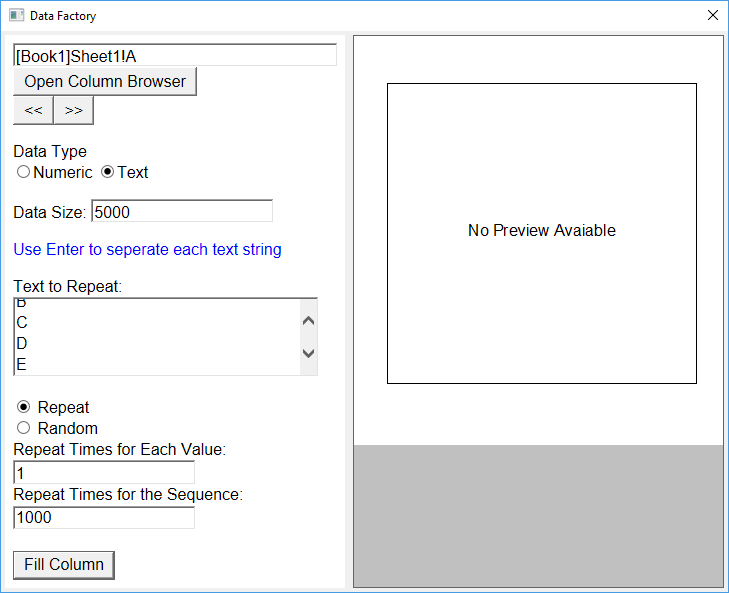 Data Factory
[Book1]Sheet1!A
Open Column Browser
<< >>
Data Type
Numeric Text
Data Size: 5000
Use Enter to seperate each text string
Text to Repeat:
B
C
D
E
Repeat
Random
Repeat Times for Each Value:
1
Repeat Times for the Sequence:
1000
Fill Column
No Preview Avaiable